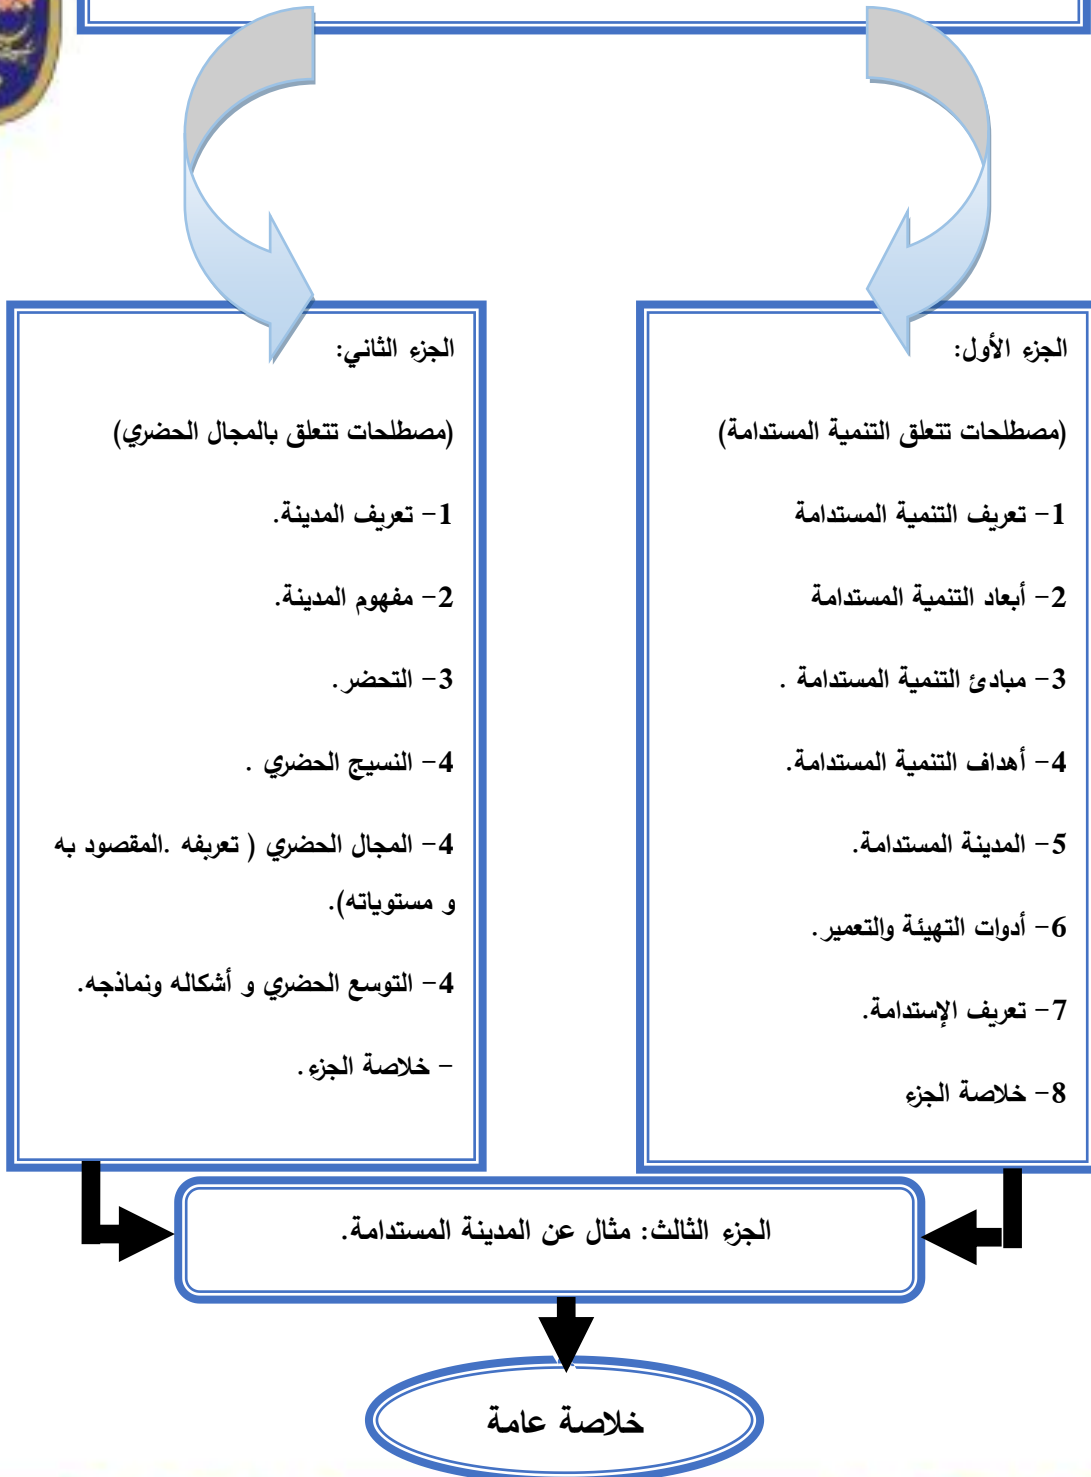 الجزء الأول:
(مصطلحات تتعلق التنمية المستدامة)
1- تعريف التنمية المستدامة
2- أبعاد التنمية المستدامة
3- مبادئ التنمية المستدامة .
4- أهداف التنمية المستدامة.
5- المدينة المستدامة.
6- أدوات التهيئة والتعمير.
7- تعريف الإستدامة.
8- خلاصة الجزء
الجزء الثاني:
(مصطلحات تتعلق بالمجال الحضري)
1- تعريف المدينة.
2- مفهوم المدينة.
3- التحضر.
4- النسيج الحضري .
4- المجال الحضري ( تعريفه .المقصود به
و مستوياته).
4- التوسع الحضري و أشكاله ونماذجه.
- خلاصة الجزء.
الجزء الثالث: مثال عن المدينة المستدامة.
خلاصة عامة